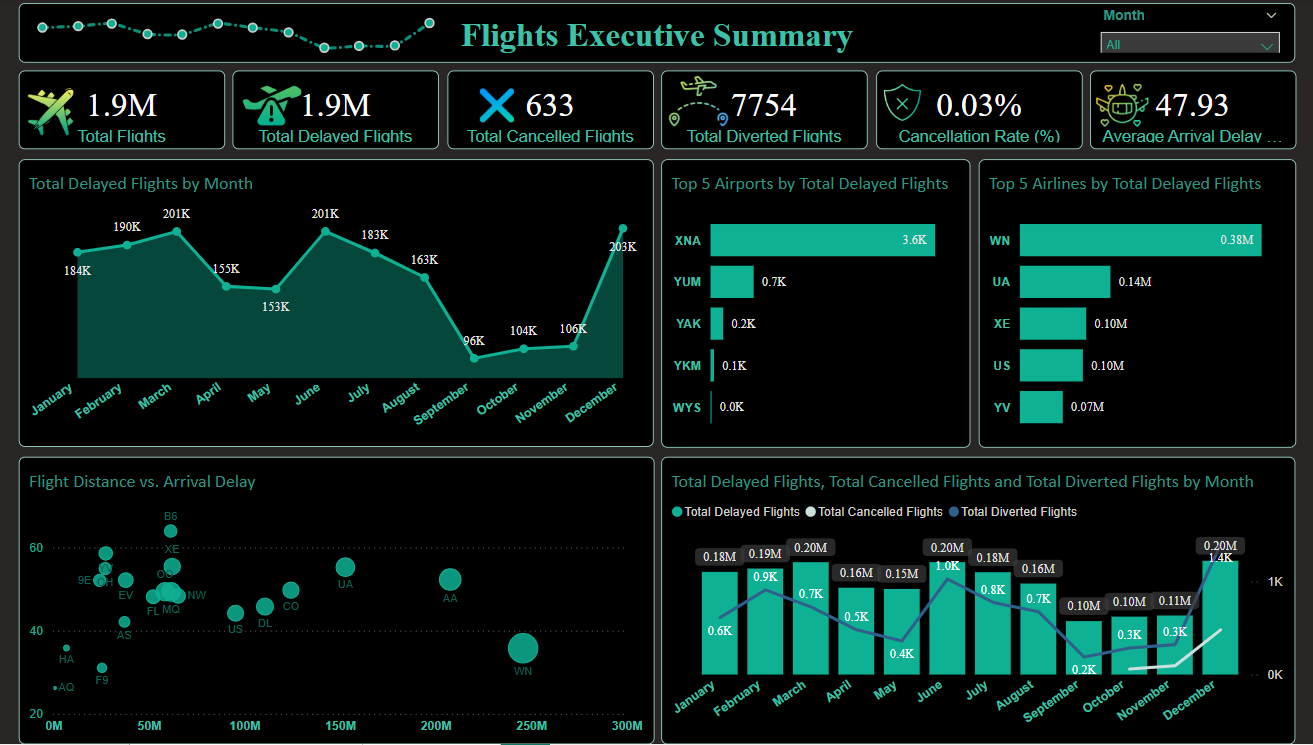 Flights Executive Summary
Month
All
1.9M
Total Flights
1.9M
Total Delayed Flights
633
Total Cancelled Flights
7754
Total Diverted Flights
0.03%
Cancellation Rate (%)
47.93
Average Arrival Delay ...
Total Delayed Flights by Month
184K
190K
201K
155K
153K
201K
183K
163K
96K
104K
106K
203K
January
February
March
April
May
June
July
August
September
October
November
December
Top 5 Airports by Total Delayed Flights
XNA 3.6K
YUM 0.7K
YAK 0.2K
YKM 0.1K
WYS 0.0K
Top 5 Airlines by Total Delayed Flights
WN 0.38M
UA 0.14M
XE 0.10M
US 0.10M
YV 0.07M
Flight Distance vs. Arrival Delay
60
40
20
B6
XE
9E
OH
EV
FL
MQ
NW
AS
US
DL
CO
UA
AA
WN
HA
F9
AQ
0M
50M
100M
150M
200M
250M
300M
Total Delayed Flights, Total Cancelled Flights and Total Diverted Flights by Month
Total Delayed Flights Total Cancelled Flights Total Diverted Flights
0.18M
0.19M
0.20M
0.16M
0.15M
0.20M
0.18M
0.16M
0.10M
0.10M
0.11M
0.20M
0.6K
0.9K
0.7K
0.5K
0.4K
1.0K
0.8K
0.7K
0.2K
0.3K
0.3K
1.4K
1K
0K
January
February
March
April
May
June
July
August
September
October
November
December